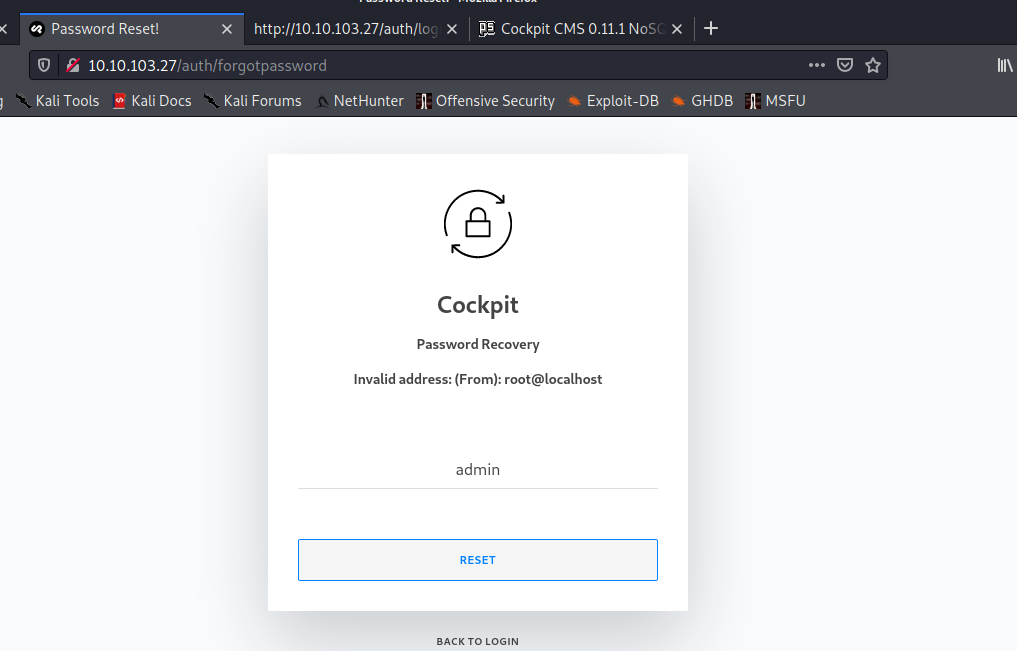 Password Reset! - Mozilla Firefox
Password Reset! http://10.10.103.27/auth/log Cockpit CMS 0.11.1 NoSQ
10.10.103.27/auth/forgotpassword
Kali Tools Kali Docs Kali Forums NetHunter Offensive Security Exploit-DB GHDB MSFU
Cockpit
Password Recovery
Invalid address: (From): root@localhost
admin
RESET
BACK TO LOGIN